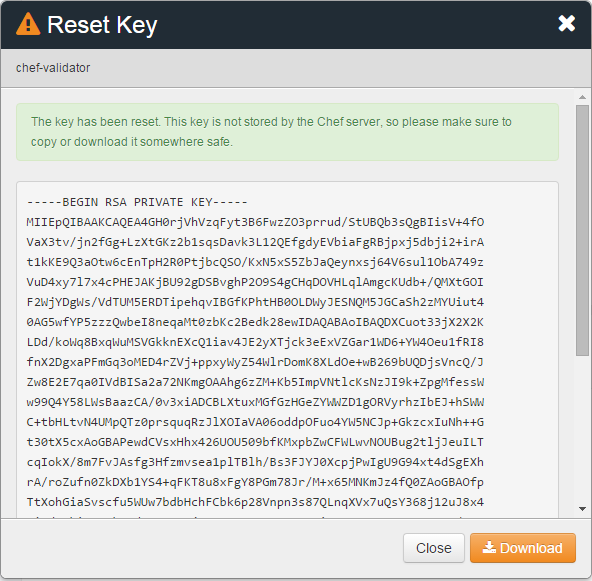 Reset Key
chef-validator
The key has been reset. This key is not stored by the Chef server, so please make sure to
copy or download it somewhere safe.
-----BEGIN RSA PRIVATE KEY-----
MIIEpQIBAAKCAQEA4GH0rjVhVzqFyt3B6FwzZO3prrud/StUBQb3sQgBIisV+4fO
VaX3tv/jn2fGg+LzXtGKz2b1sqsDavk3L12QEfgdyEVbiaFgRBjpxj5dbji2+irA
t1kKE9Q3aOtw6cEnTpH2R0PtjbcQSO/KxN5xS5ZbJaQeynxsj64V6sul1ObA749z
VuD4xy7l7x4cPHEJAKjBU92gDSBvghP2O9S4gCHqDOVHLqlAmgcKUdb+/QMXtGOI
F2WjYDgWs/VdTUM5ERDTipehqvIBGfKPhtHB0OLDWyJESNQM5JGCaSh2zMYUiut4
0AG5wfYP5zzzQwbeI8neqaMt0zbKc2Bedk28ewIDAQABAoIBAQDXCuot33jX2X2K
LDd/koWq8BxqWuMSVGkknEXcQ1iav4JE2yXTjck3eExVZGar1WD6+YW4Oeu1fRI8
fnX2DgxaPFmGq3oMED4rZVj+ppxyWyZ54WlrDomK8XLdOe+wB269bUQDjsVncQ/J
Zw8E2E7qa0IVdBISa2a72NKmgOAAhg6zZM+Kb5ImpVNtlcKsNzJI9k+ZpgMfessW
w99Q4Y58LWsBaazCA/0v3xiADCBLXtuxMGfGzHGeZYWWZD1gORVyrhzIbEJ+hSWW
C+tbHLtvN4UMpQTz0prsquqRzJlXOIaVA06oddpOFuo4YW5NCJp+GkzcxIuNh++G
t30tX5cxAoGBAPewdCVsxHhx426UOU509bfKMxpbZwCFWLwvNOUBug2tljJeuILT
cqIokX/8m7FvJAsfg3Hfzmvsea1plTBlh/Bs3FJYJ0XcpjPwIgU9G94xt4dSgEXh
rA/roZufn0ZkDXb1YS4+qFKT8u8xFgY8PGm78Jr/M+x65MNKmJz4fQ0ZAoGBAOfp
TtXohGiaSvscfu5WUw7bdbHchFCbk6p28Vnpn3s87QLnqXVx7uQsY368j12uJ8x4
Close
Download